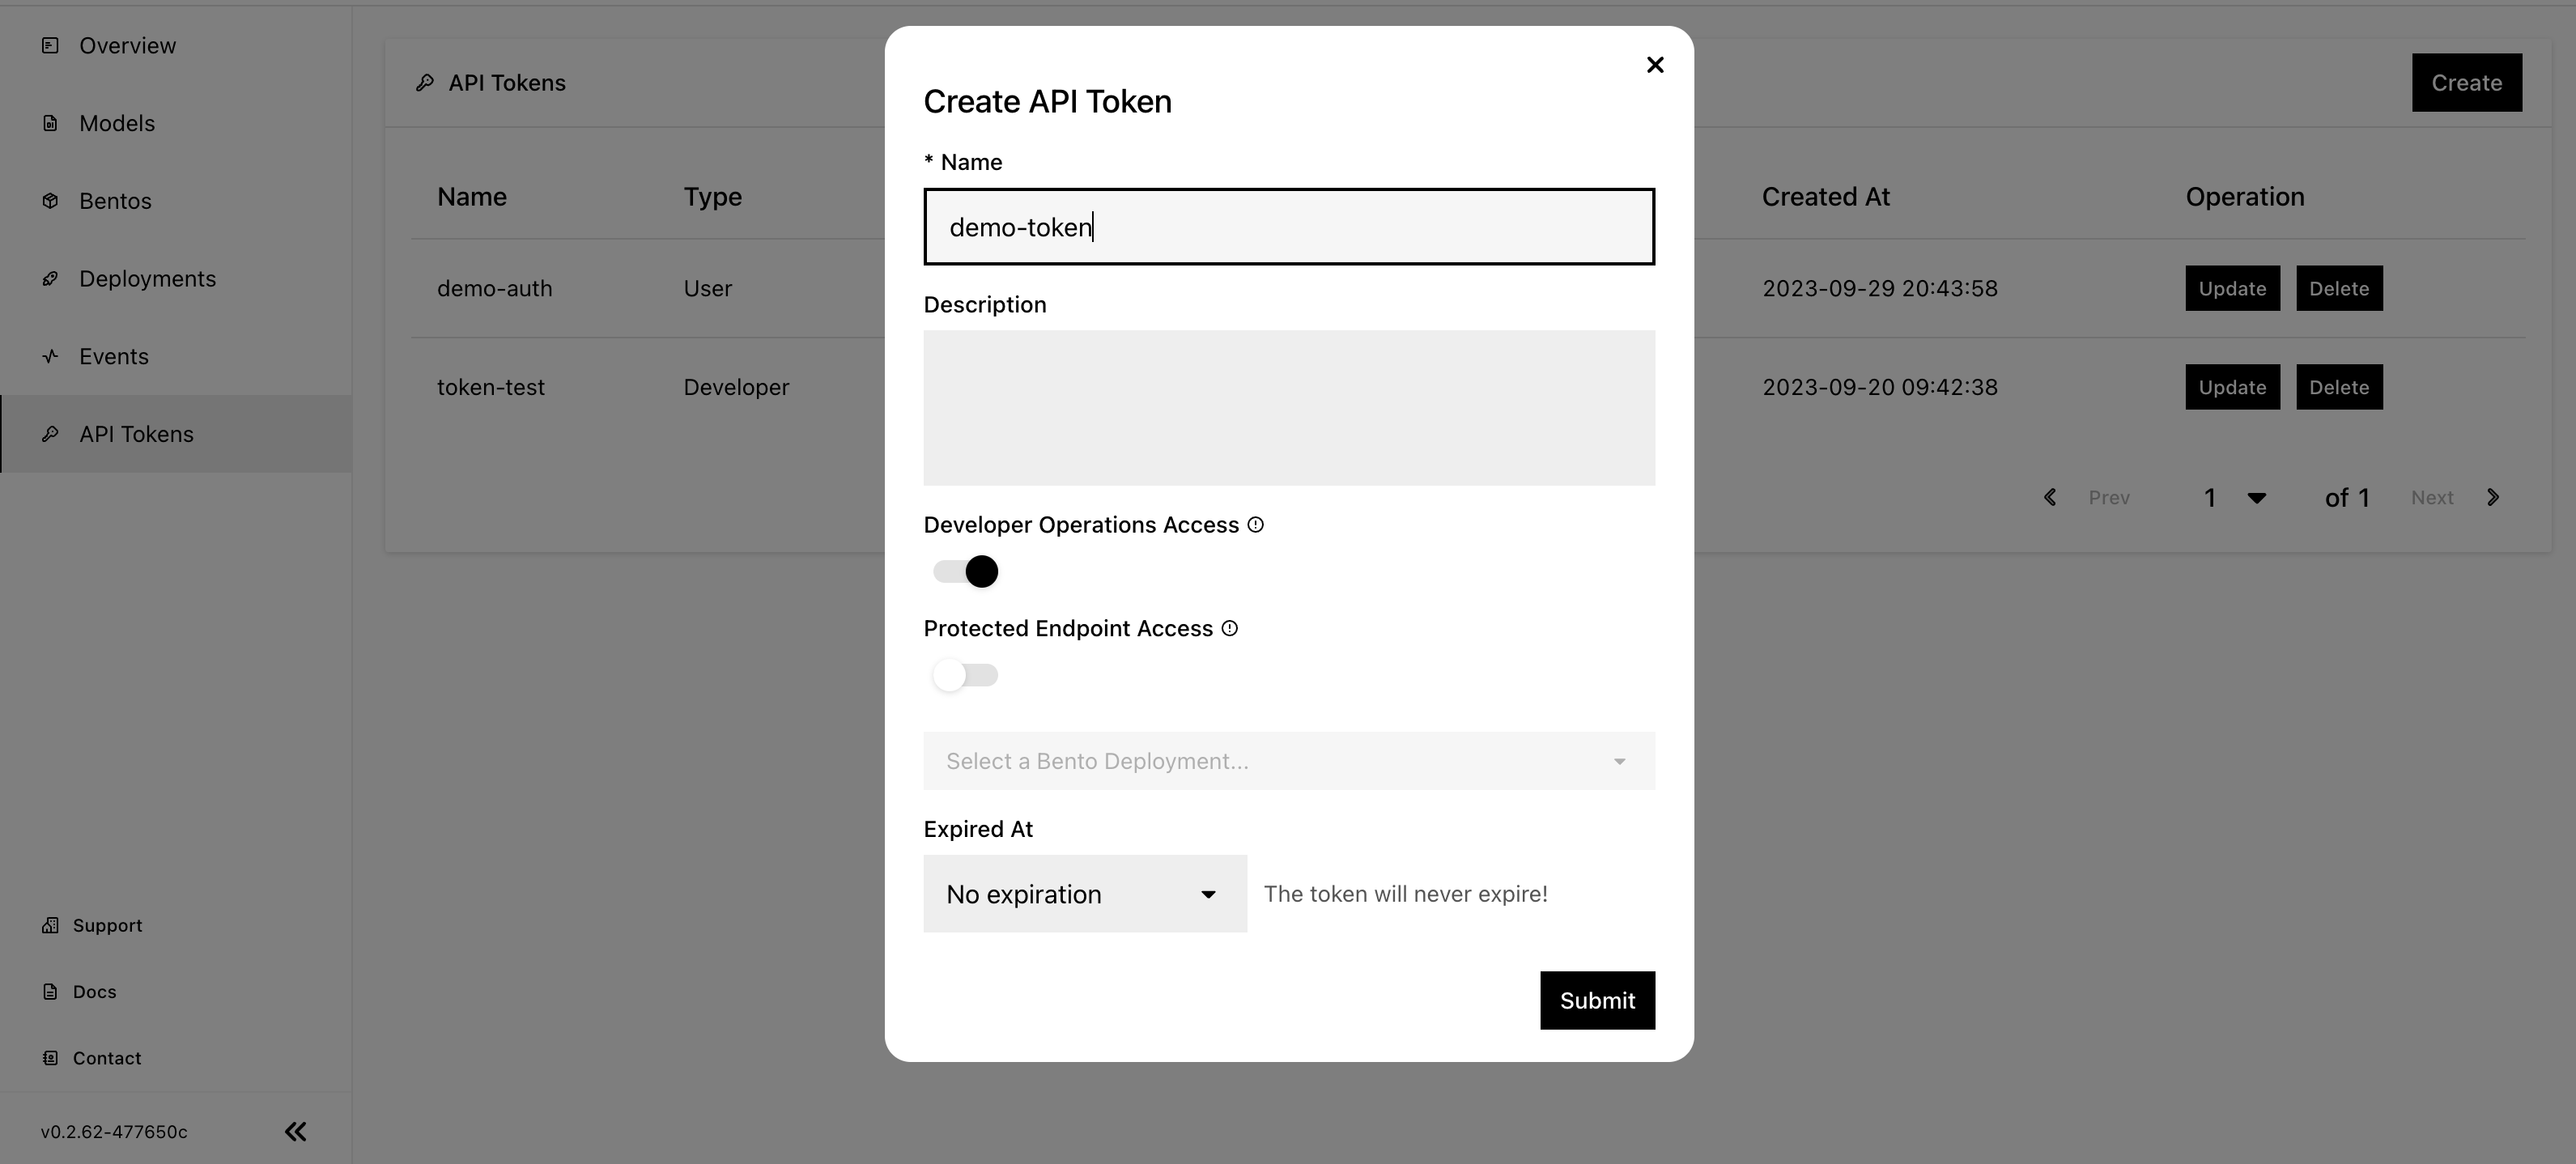 Overview
Models
Bentos
Deployments
Events
API Tokens
Support
Docs
Contact
v0.2.62-477650c
API Tokens
Create
Name Type Created At Operation
demo-auth User 2023-09-29 20:43:58 Update Delete
token-test Developer 2023-09-20 09:42:38 Update Delete
Prev 1 of 1 Next
Create API Token
* Name
demo-token
Description
Developer Operations Access
Protected Endpoint Access
Select a Bento Deployment...
Expired At
No expiration The token will never expire!
Submit